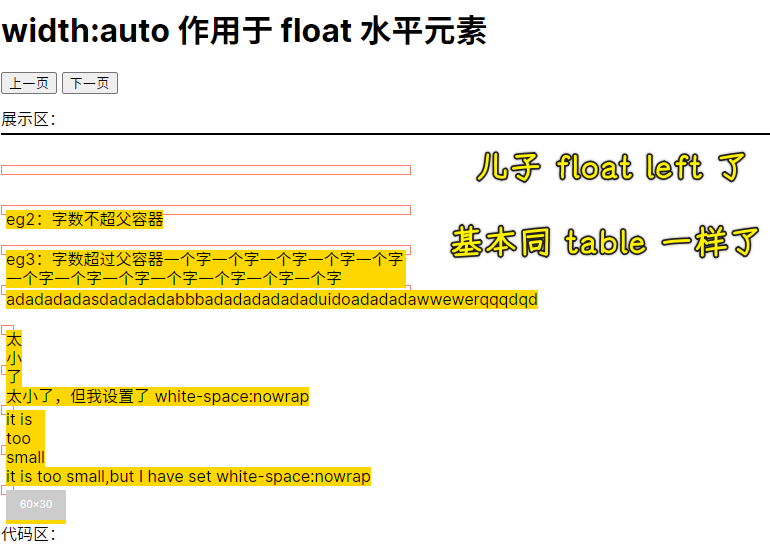 width:auto 作用于 float 水平元素
上一页 下一页
展示区：
儿子 float left 了
eg2：字数不超父容器
基本同 table 一样了
eg3：字数超过父容器一个字一个字一个字一个字一个字
一个字一个字一个字一个字一个字一个字一个字
adadadadasdadadadabbbadadadadadaduidoadadadawwewerqqqdqd
太
小
了
太小了，但我设置了 white-space:nowrap
it is
too
small
it is too small,but I have set white-space:nowrap
60×30
代码区：